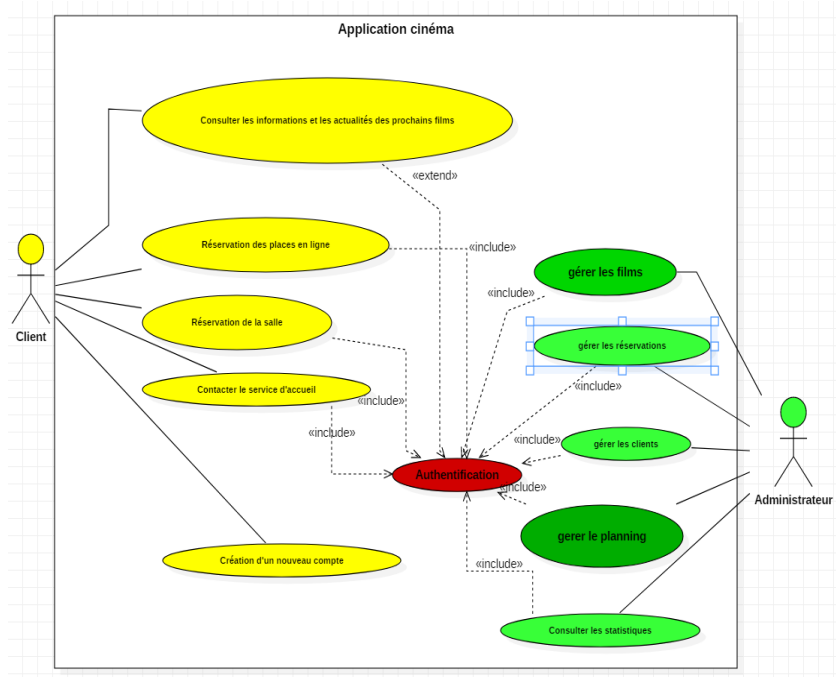 Application cinéma
Consulter les informations et les actualités des prochains films
«extend»
Réservation des places en ligne
«include»
gérer les films
«include»
Réservation de la salle
gérer les réservations
Client
«include»
Contacter le service d'accueil
«include»
«include»
«include»
gérer les clients
Authentification
«include»
Administrateur
gerer le planning
«include»
Création d'un nouveau compte
Consulter les statistiques